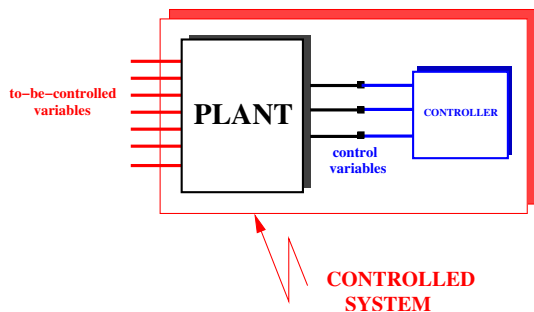 to−be−controlled
variables
PLANT
CONTROLLER
control
variables
CONTROLLED
SYSTEM